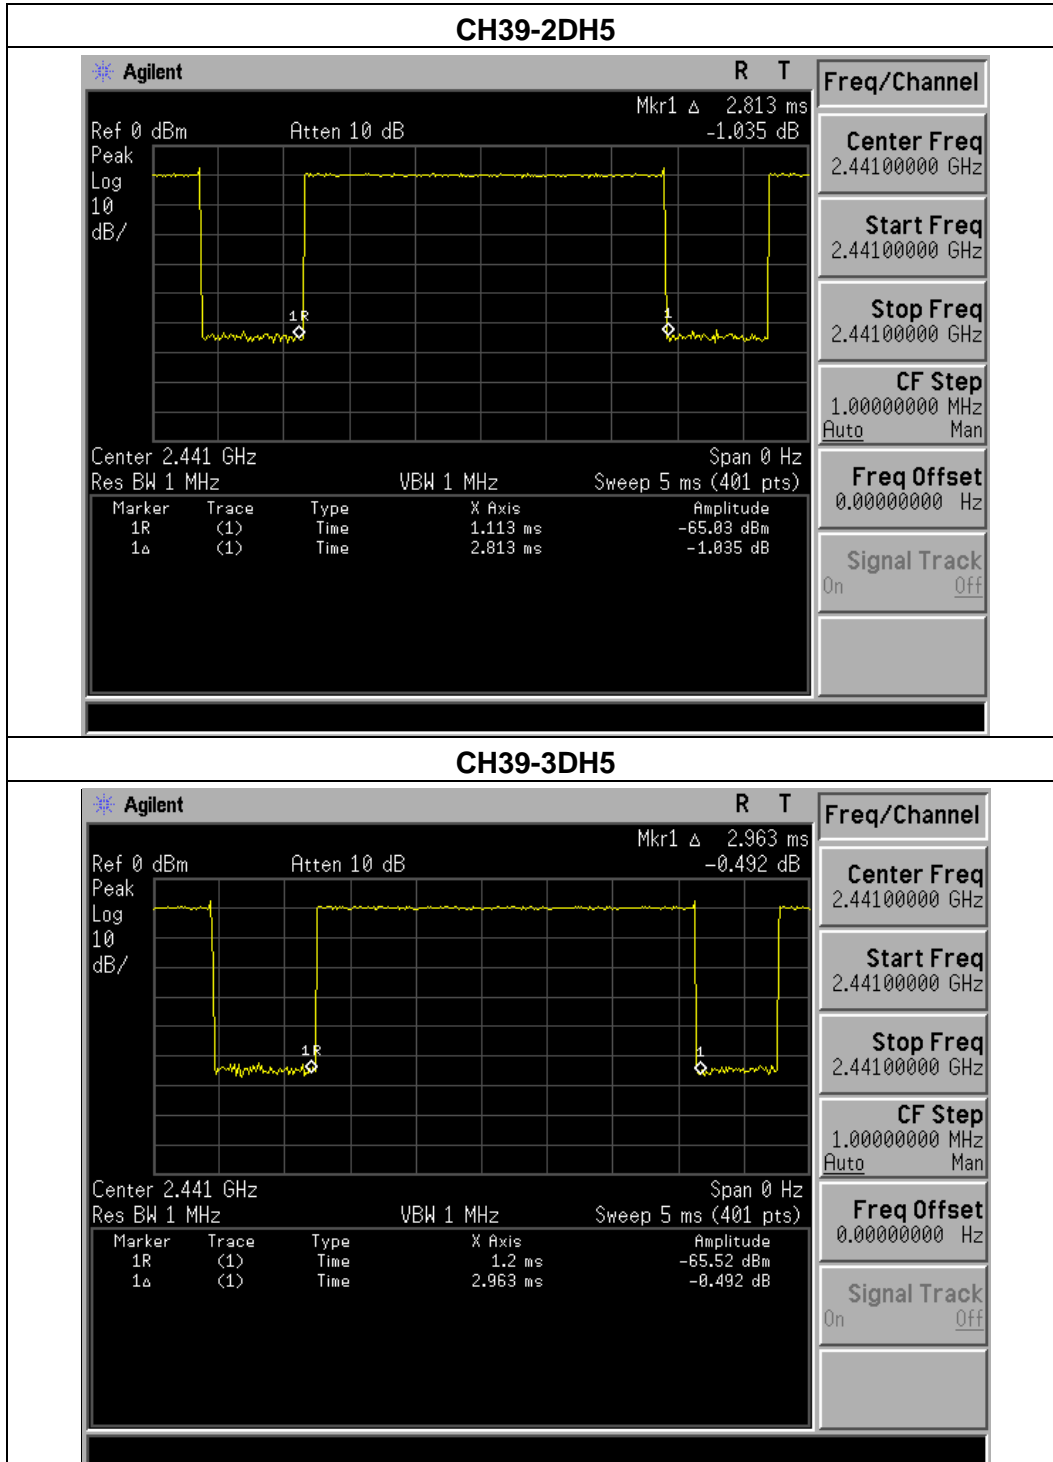 CH39-2DH5
Agilent R T
Freq/Channel
Mkr1 Δ 2.813 ms
Ref 0 dBm Atten 10 dB -1.035 dB
Peak
Log
10
dB/
1R
1
Center 2.441 GHz Span 0 Hz
Res BW 1 MHz VBW 1 MHz Sweep 5 ms (401 pts)
Marker Trace Type X Axis Amplitude
1R (1) Time 1.113 ms -65.03 dBm
1Δ (1) Time 2.813 ms -1.035 dB
Center Freq
2.44100000 GHz
Start Freq
2.44100000 GHz
Stop Freq
2.44100000 GHz
CF Step
1.00000000 MHz
Auto Man
Freq Offset
0.00000000 Hz
Signal Track
On Off
CH39-3DH5
Agilent R T
Freq/Channel
Mkr1 Δ 2.963 ms
Ref 0 dBm Atten 10 dB -0.492 dB
Peak
Log
10
dB/
1R
1
Center 2.441 GHz Span 0 Hz
Res BW 1 MHz VBW 1 MHz Sweep 5 ms (401 pts)
Marker Trace Type X Axis Amplitude
1R (1) Time 1.2 ms -65.52 dBm
1Δ (1) Time 2.963 ms -0.492 dB
Center Freq
2.44100000 GHz
Start Freq
2.44100000 GHz
Stop Freq
2.44100000 GHz
CF Step
1.00000000 MHz
Auto Man
Freq Offset
0.00000000 Hz
Signal Track
On Off